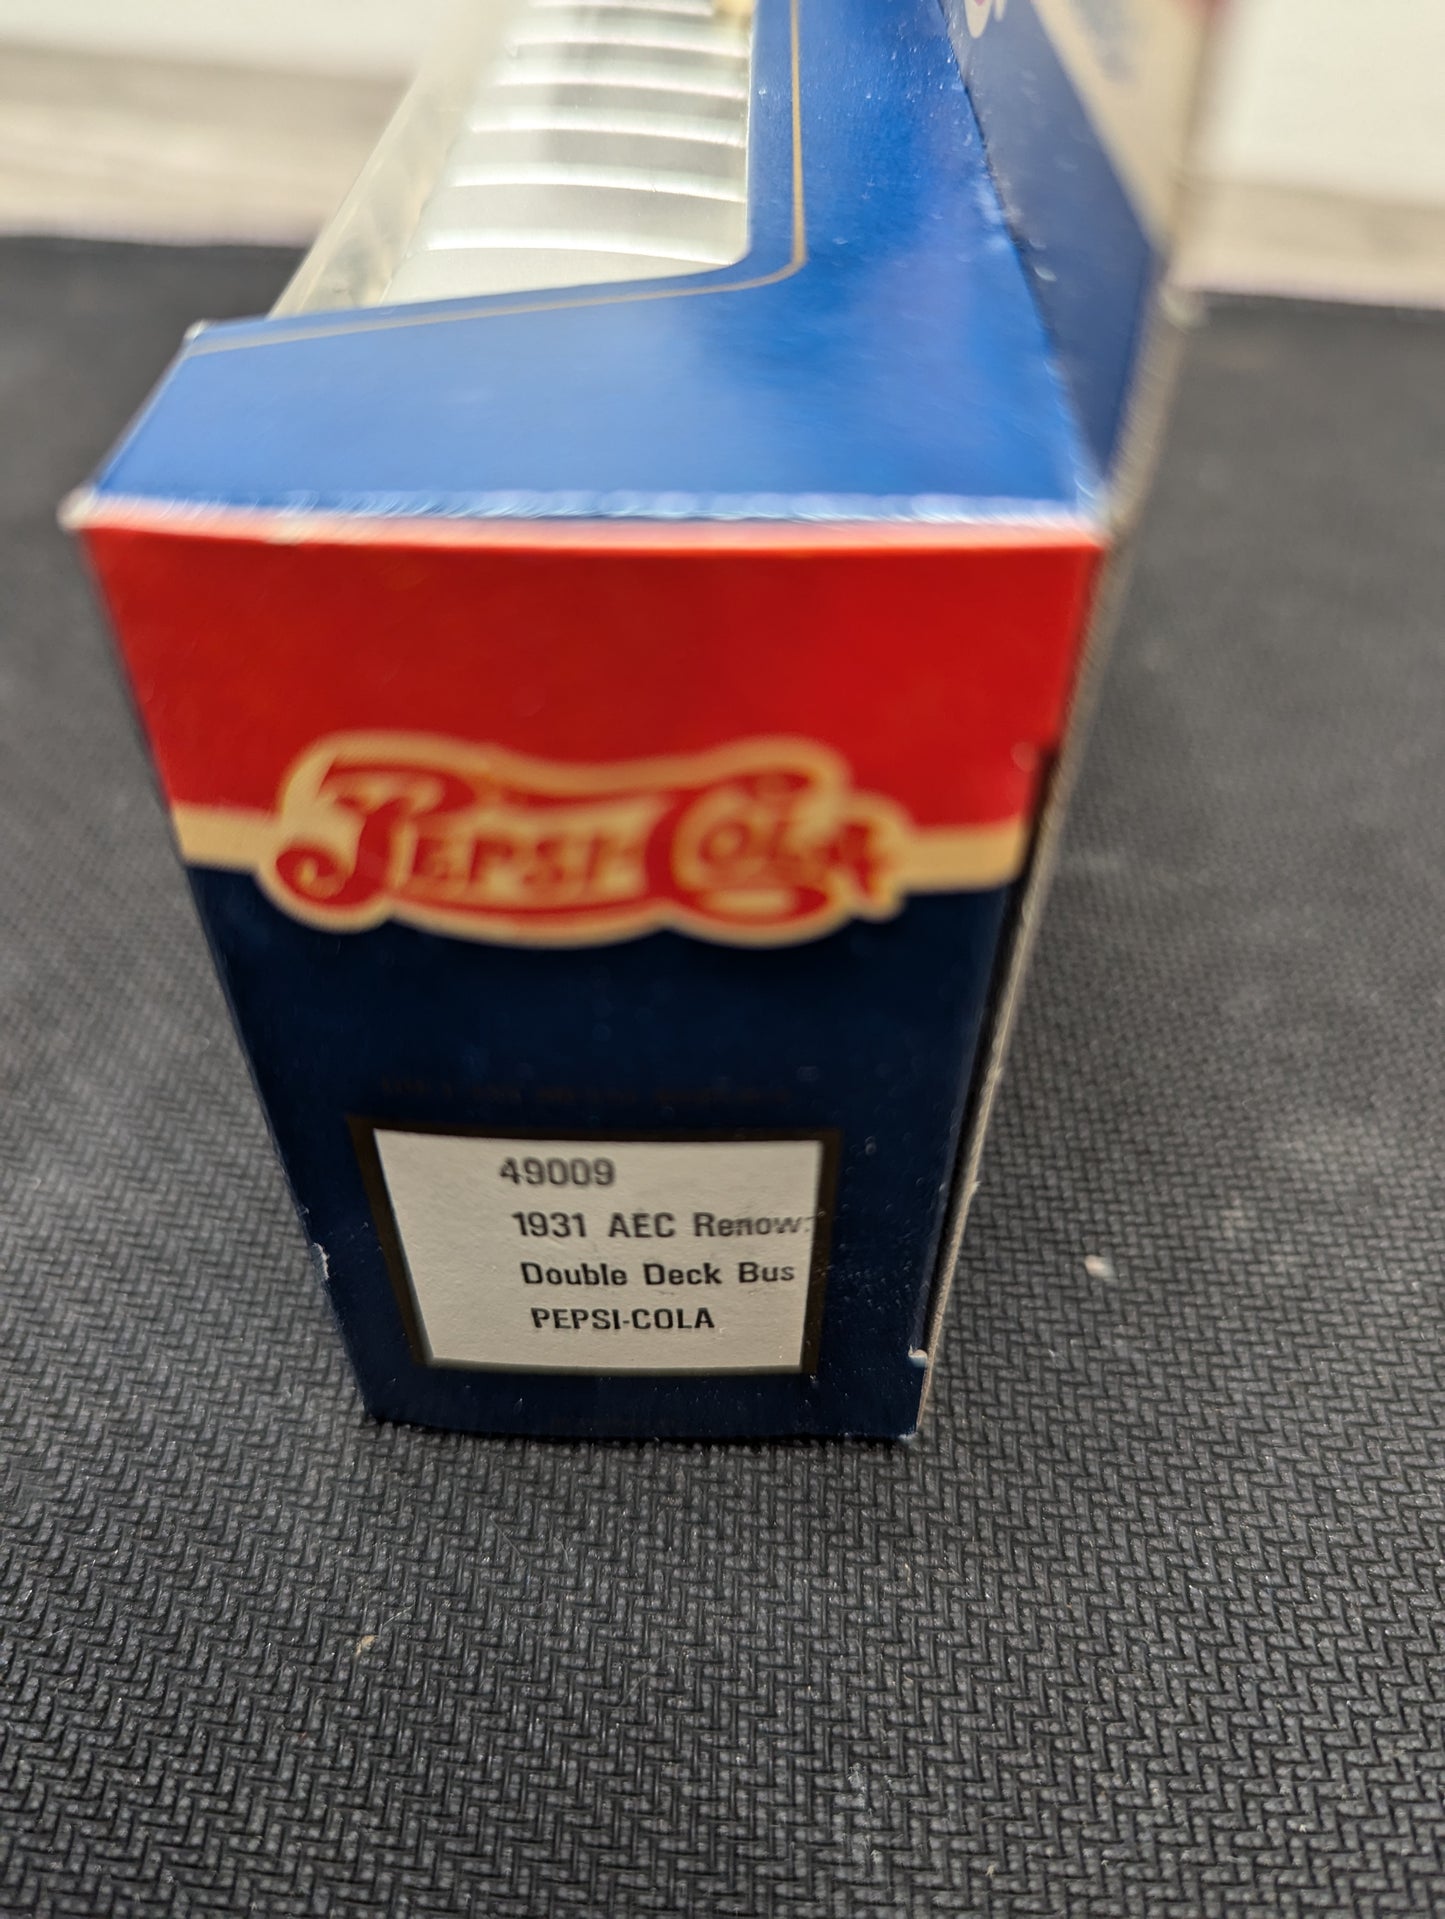 PEPSI-COLA
49009
1931 AEC Renow
Double Deck Bus
PEPSI-COLA